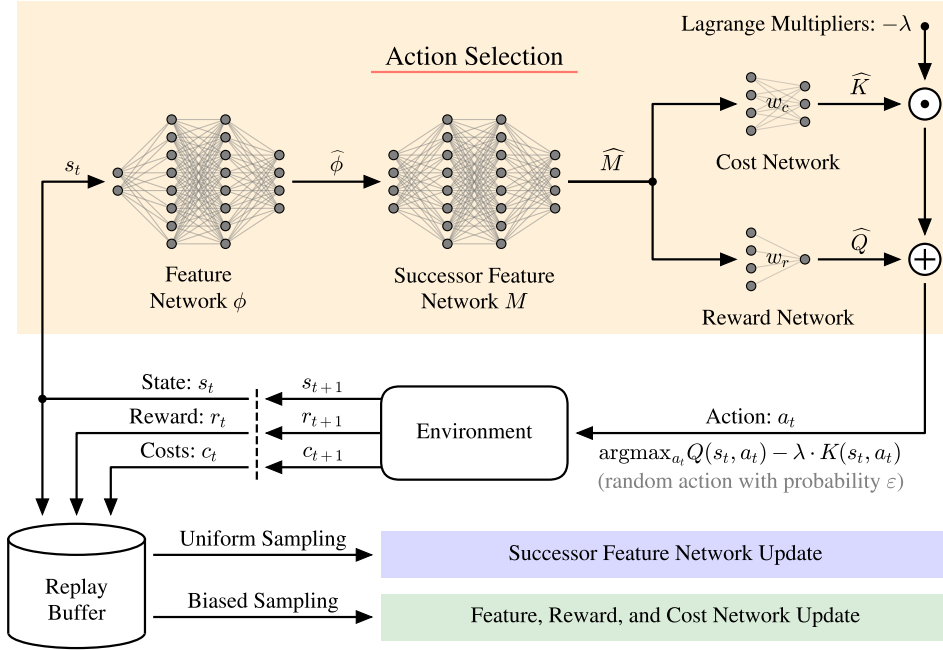 Lagrange Multipliers: −λ
Action Selection
s_t
ϕ̂
M̂
w_c
K̂
Cost Network
w_r
Q̂
Reward Network
Feature
Network ϕ
Successor Feature
Network M
State: s_t
s_{t+1}
Reward: r_t
r_{t+1}
Costs: c_t
c_{t+1}
Environment
Action: a_t
argmax_{a_t} Q(s_t, a_t) − λ · K(s_t, a_t)
(random action with probability ε)
Replay
Buffer
Uniform Sampling
Successor Feature Network Update
Biased Sampling
Feature, Reward, and Cost Network Update